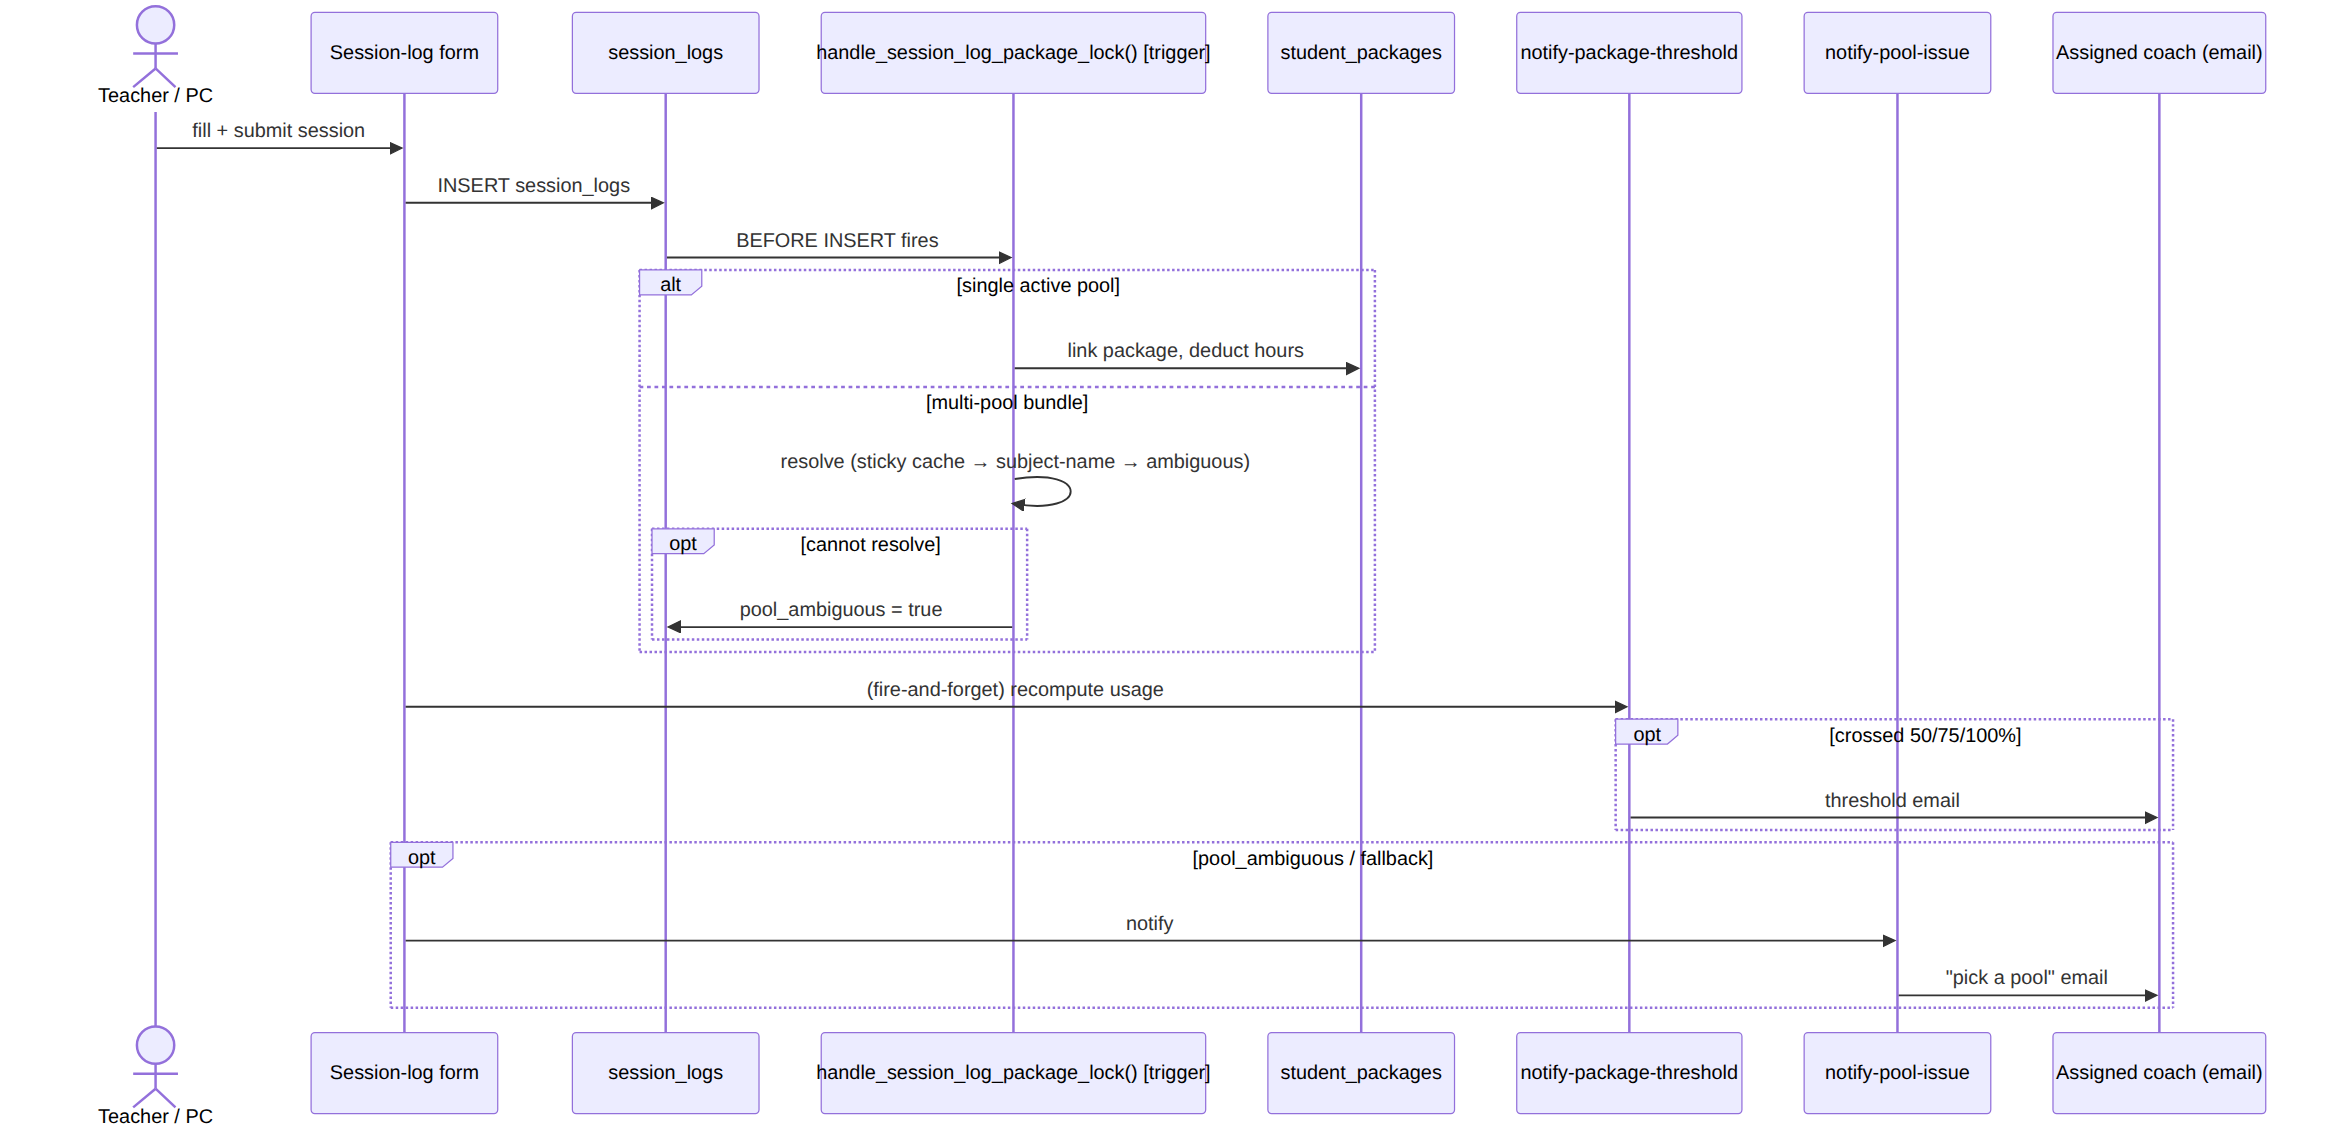 Teacher / PC
Session-log form
session_logs
handle_session_log_package_lock() [trigger]
student_packages
notify-package-threshold
notify-pool-issue
Assigned coach (email)
fill + submit session
INSERT session_logs
BEFORE INSERT fires
alt
[single active pool]
link package, deduct hours
[multi-pool bundle]
resolve (sticky cache → subject-name → ambiguous)
opt
[cannot resolve]
pool_ambiguous = true
(fire-and-forget) recompute usage
opt
[crossed 50/75/100%]
threshold email
opt
[pool_ambiguous / fallback]
notify
"pick a pool" email
Teacher / PC
Session-log form
session_logs
handle_session_log_package_lock() [trigger]
student_packages
notify-package-threshold
notify-pool-issue
Assigned coach (email)